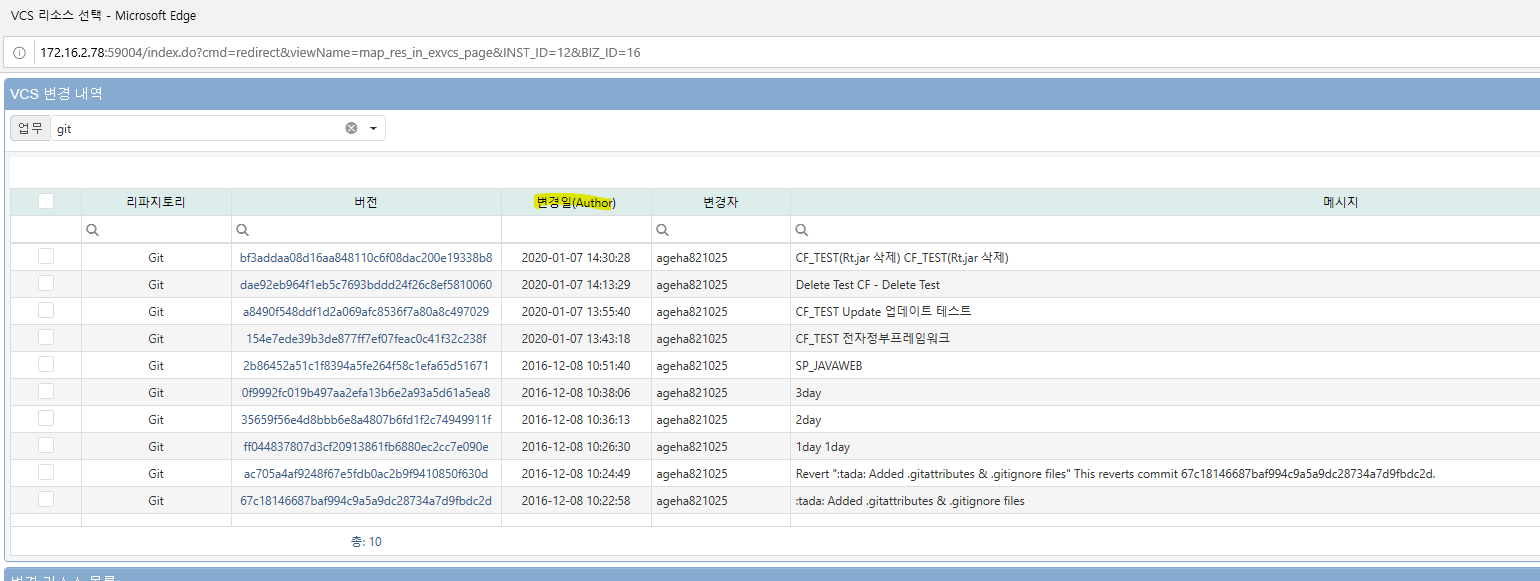 VCS 리소스 선택 - Microsoft Edge
172.16.2.78:59004/index.do?cmd=redirect&viewName=map_res_in_exvcs_page&INST_ID=12&BIZ_ID=16
VCS 변경 내역
업무 git
리파지토리 버전 변경일(Author) 변경자 메시지
Git bf3addaa08d16aa848110c6f08dac200e19338b8 2020-01-07 14:30:28 ageha821025 CF_TEST(Rt.jar 삭제) CF_TEST(Rt.jar 삭제)
Git dae92eb964f1eb5c7693bddd24f26c8ef5810060 2020-01-07 14:13:29 ageha821025 Delete Test CF - Delete Test
Git a8490f548ddf1d2a069afc8536f7a80a8c497029 2020-01-07 13:55:40 ageha821025 CF_TEST Update 업데이트 테스트
Git 154e7ede39b3de877ff7ef07feac0c41f32c238f 2020-01-07 13:43:18 ageha821025 CF_TEST 전자정부프레임워크
Git 2b86452a51c1f8394a5fe264f58c1efa65d51671 2016-12-08 10:51:40 ageha821025 SP_JAVAWEB
Git 0f9992fc019b497aa2efa13b6e2a93a5d61a5ea8 2016-12-08 10:38:06 ageha821025 3day
Git 35659f56e4d8bbb6e8a4807b6fd1f2c74949911f 2016-12-08 10:36:13 ageha821025 2day
Git ff044837807d3cf20913861fb6880ec2cc7e090e 2016-12-08 10:26:30 ageha821025 1day 1day
Git ac705a4af9248f67e5fdb0ac2b9f9410850f630d 2016-12-08 10:24:49 ageha821025 Revert ":tada: Added .gitattributes & .gitignore files" This reverts commit 67c18146687baf994c9a5a9dc28734a7d9fbdc2d.
Git 67c18146687baf994c9a5a9dc28734a7d9fbdc2d 2016-12-08 10:22:58 ageha821025 :tada: Added .gitattributes & .gitignore files
총: 10
변경 리소스 목록